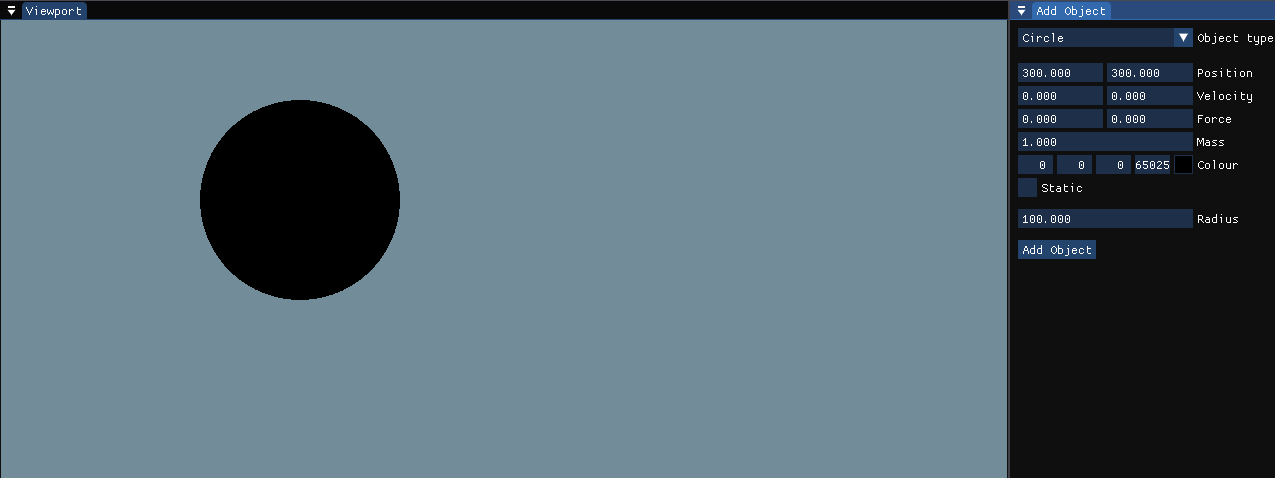 Viewport
Add Object
Circle Object type
300.000 300.000 Position
0.000 0.000 Velocity
0.000 0.000 Force
1.000 Mass
0 0 0 65025 Colour
Static
100.000 Radius
Add Object